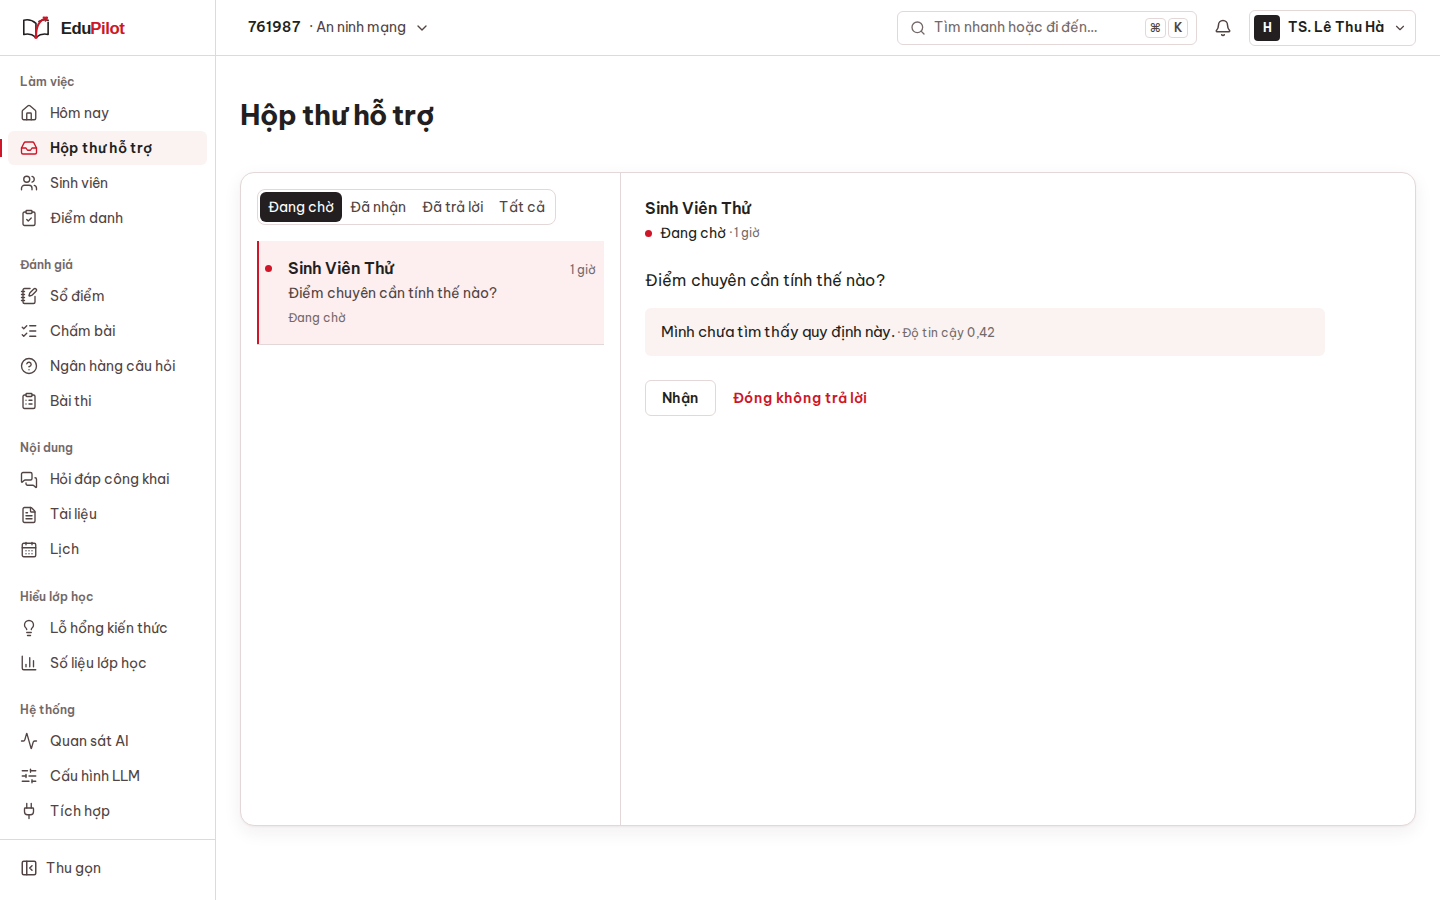 EduPilot
761987 · An ninh mạng
Tìm nhanh hoặc đi đến...
⌘ K
H
TS. Lê Thu Hà
Làm việc
Hôm nay
Hộp thư hỗ trợ
Sinh viên
Điểm danh
Đánh giá
Sổ điểm
Chấm bài
Ngân hàng câu hỏi
Bài thi
Nội dung
Hỏi đáp công khai
Tài liệu
Lịch
Hiểu lớp học
Lỗ hổng kiến thức
Số liệu lớp học
Hệ thống
Quan sát AI
Cấu hình LLM
Tích hợp
Thu gọn
Hộp thư hỗ trợ
Đang chờ Đã nhận Đã trả lời Tất cả
Sinh Viên Thử 1 giờ
Điểm chuyên cần tính thế nào?
Đang chờ
Sinh Viên Thử
Đang chờ · 1 giờ
Điểm chuyên cần tính thế nào?
Mình chưa tìm thấy quy định này. · Độ tin cậy 0,42
Nhận Đóng không trả lời